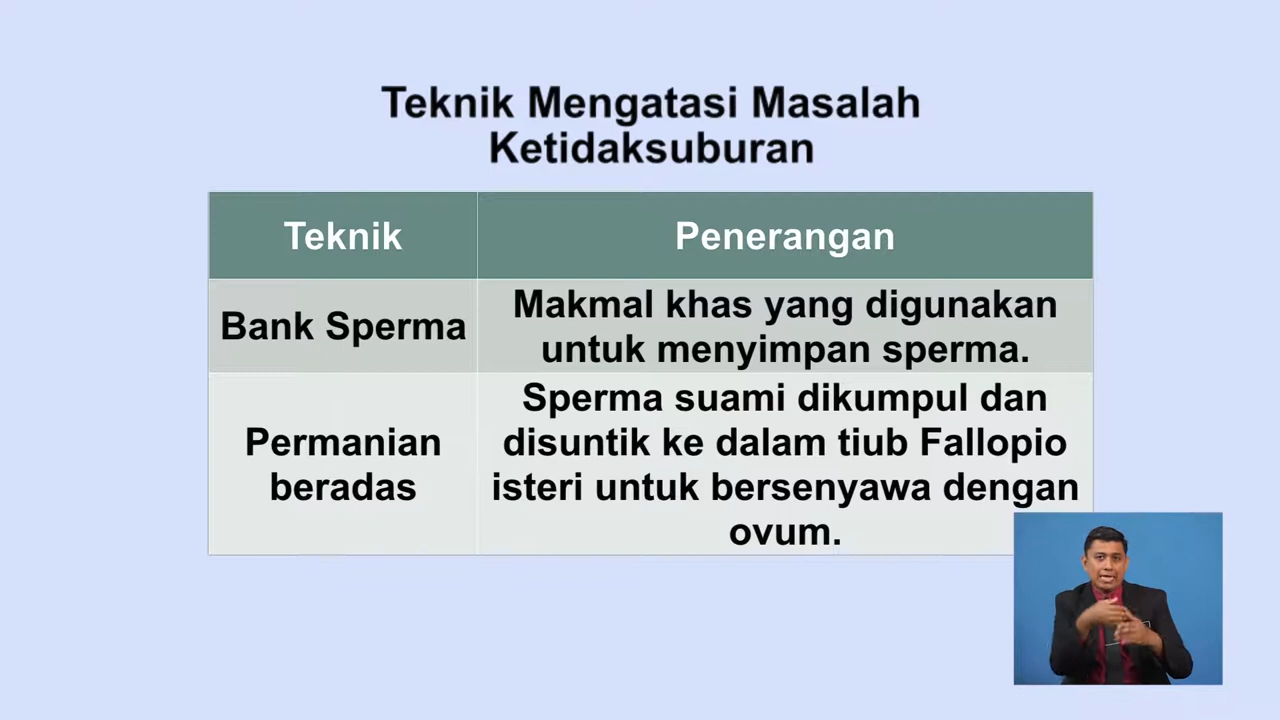 Teknik Mengatasi Masalah
Ketidaksuburan
Teknik
Penerangan
Bank Sperma
Makmal khas yang digunakan
untuk menyimpan sperma.
Permanian
beradas
Sperma suami dikumpul dan
disuntik ke dalam tiub Fallopio
isteri untuk bersenyawa dengan
ovum.